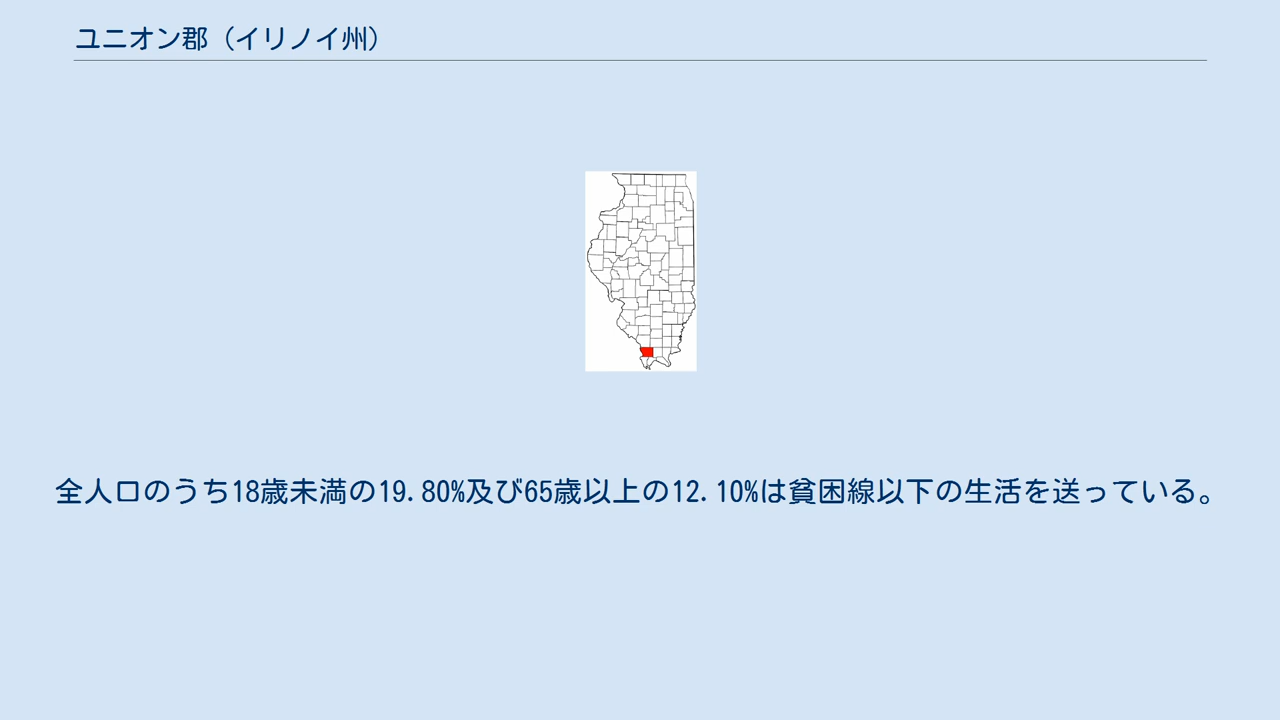 ユニオン郡（イリノイ州）
全人口のうち18歳未満の19.80%及び65歳以上の12.10%は貧困線以下の生活を送っている。